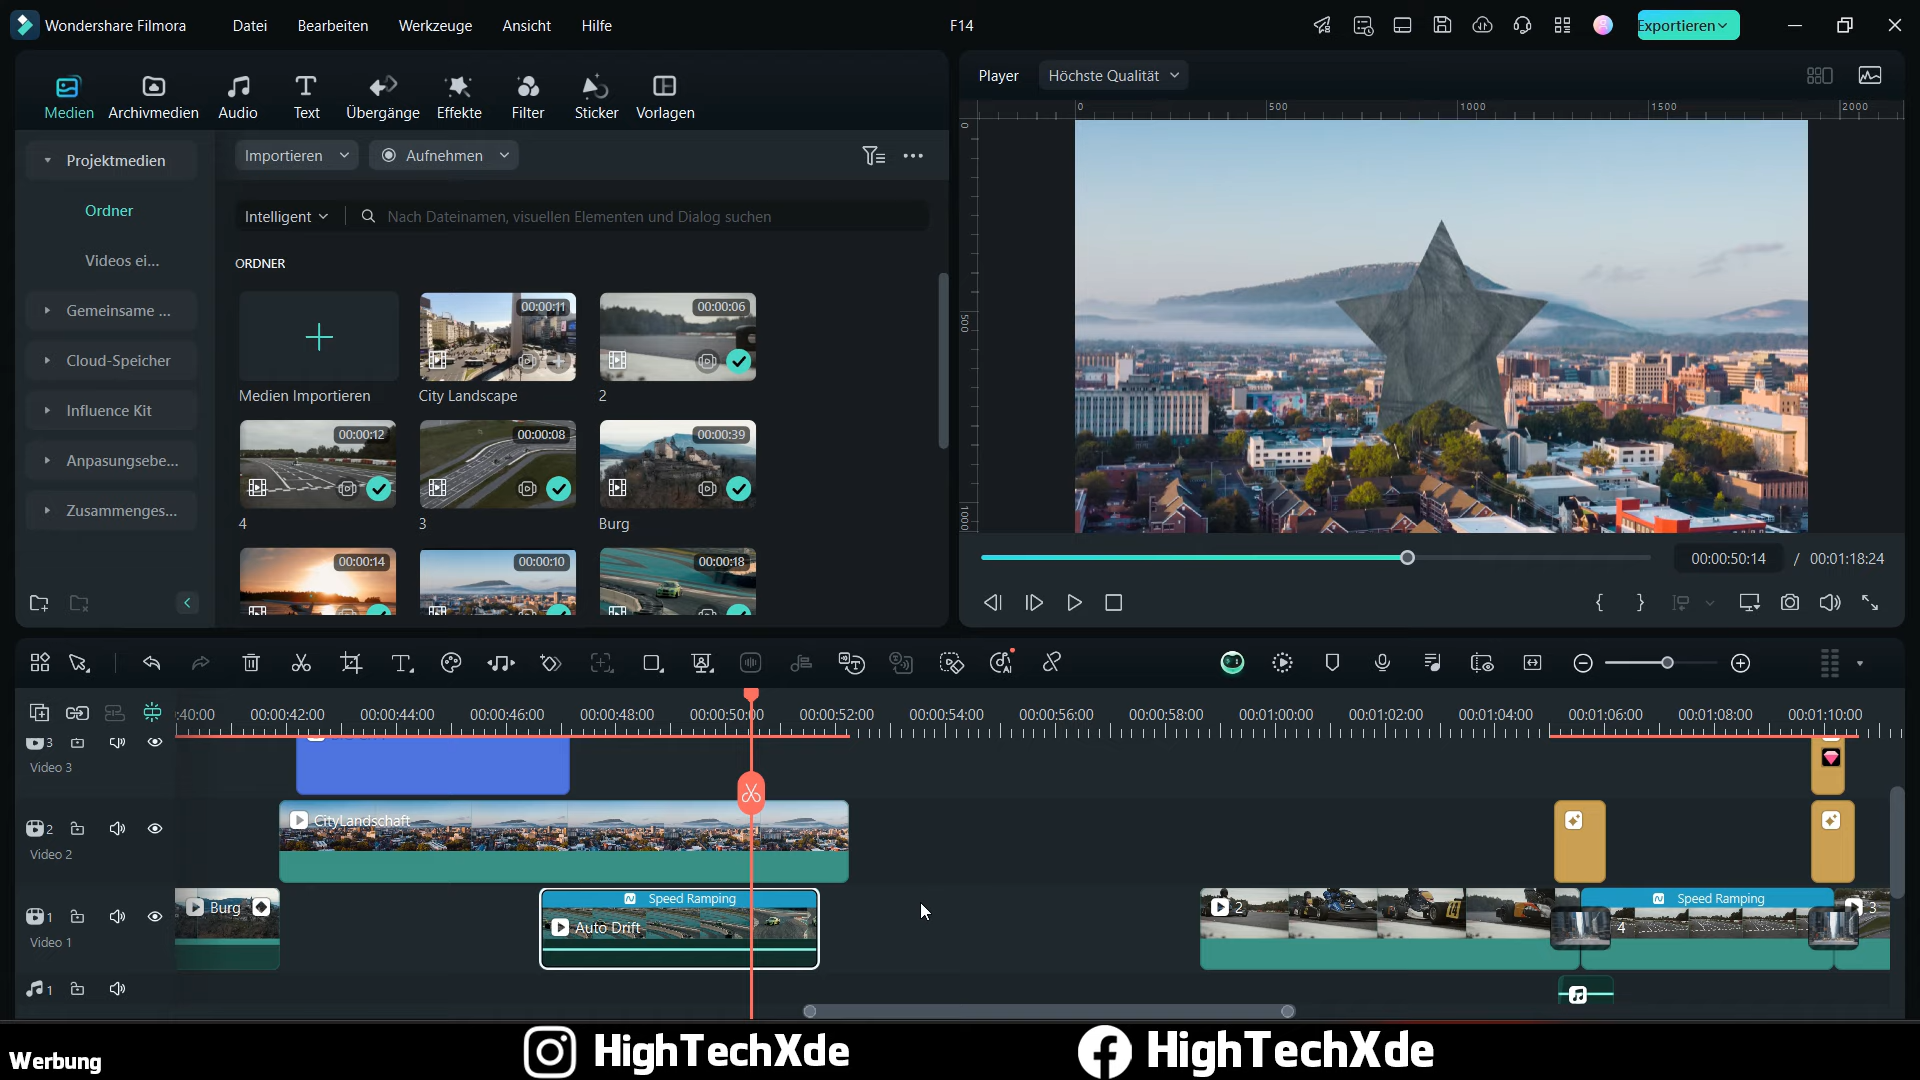 Wondershare Filmora Datei Bearbeiten Werkzeuge Ansicht Hilfe F14 Exportieren
Medien Archivmedien Audio Text Übergänge Effekte Filter Sticker Vorlagen
Player Höchste Qualität
0 500 1000 1500 2000
0
500
1000
Projektmedien
Ordner
Videos ei...
Gemeinsame ...
Cloud-Speicher
Influence Kit
Anpasungsebe...
Zusammenges...
Importieren Aufnehmen
Intelligent Nach Dateinamen, visuellen Elementen und Dialog suchen
ORDNER
00:00:11 00:00:06
Medien Importieren City Landscape 2
00:00:12 00:00:08 00:00:39
4 3 Burg
00:00:14 00:00:10 00:00:18
00:00:50:14 / 00:01:18:24
:40:00 00:00:42:00 00:00:44:00 00:00:46:00 00:00:48:00 00:00:50:00 00:00:52:00 00:00:54:00 00:00:56:00 00:00:58:00 00:01:00:00 00:01:02:00 00:01:04:00 00:01:06:00 00:01:08:00 00:01:10:00
3
Video 3
2
Video 2
CityLandschaft
1
Video 1
Burg
Speed Ramping
Auto Drift
2
Speed Ramping
4
3
1
Werbung
HighTechXde HighTechXde